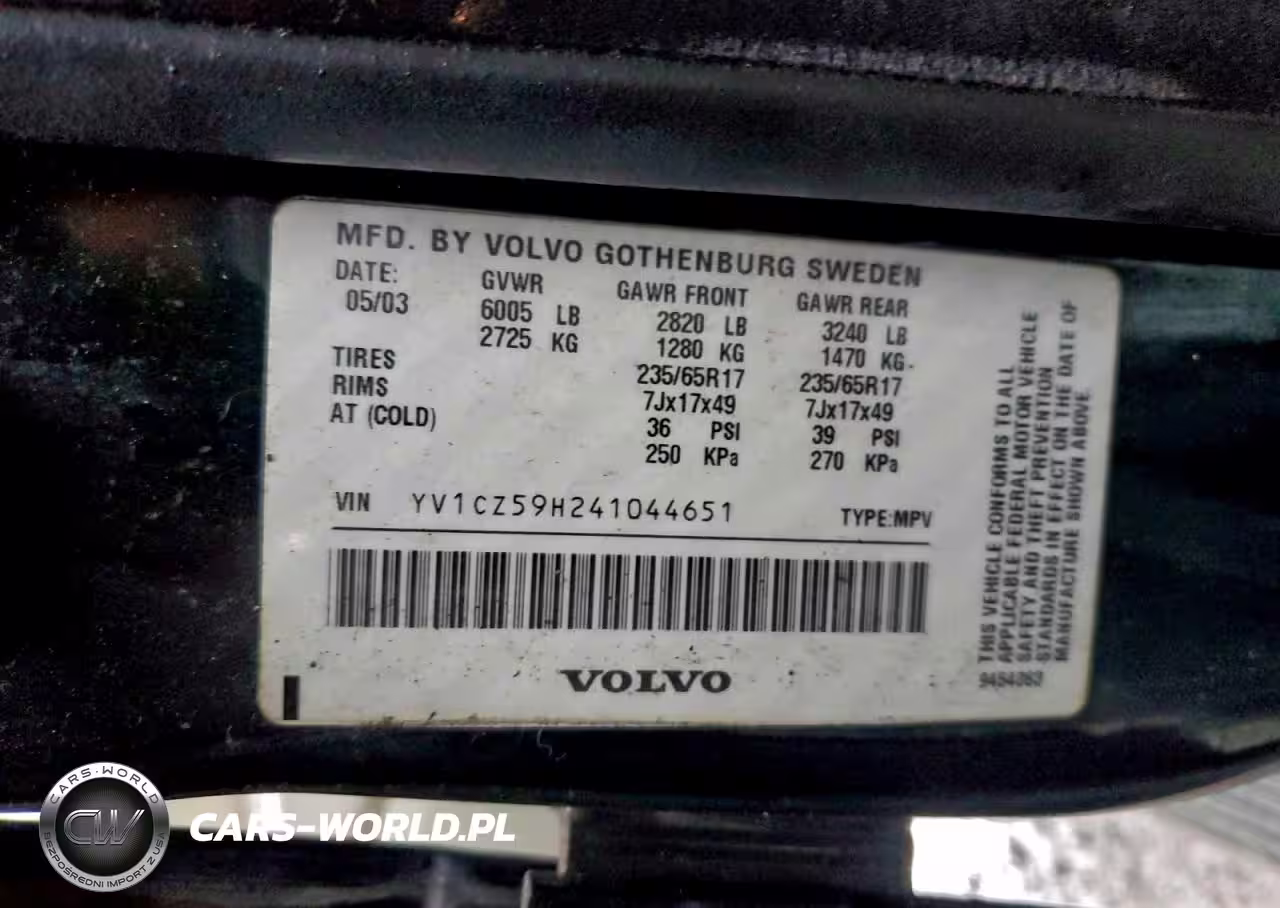 MFD. BY VOLVO GOTHENBURG SWEDEN
DATE: GVWR GAWR FRONT GAWR REAR
05/03 6005 LB 2820 LB 3240 LB
2725 KG 1280 KG 1470 KG
TIRES 235/65R17 235/65R17
RIMS 7Jx17x49 7Jx17x49
AT (COLD) 36 PSI 39 PSI
250 KPa 270 KPa
VIN YV1CZ59H241044651 TYPE:MPV
VOLVO
THIS VEHICLE CONFORMS TO ALL
APPLICABLE FEDERAL MOTOR VEHICLE
SAFETY AND THEFT PREVENTION
STANDARDS IN EFFECT ON THE DATE OF
MANUFACTURE SHOWN ABOVE.
CARS-WORLD
CW
BEZPOŚREDNI IMPORT Z USA
CARS-WORLD.PL